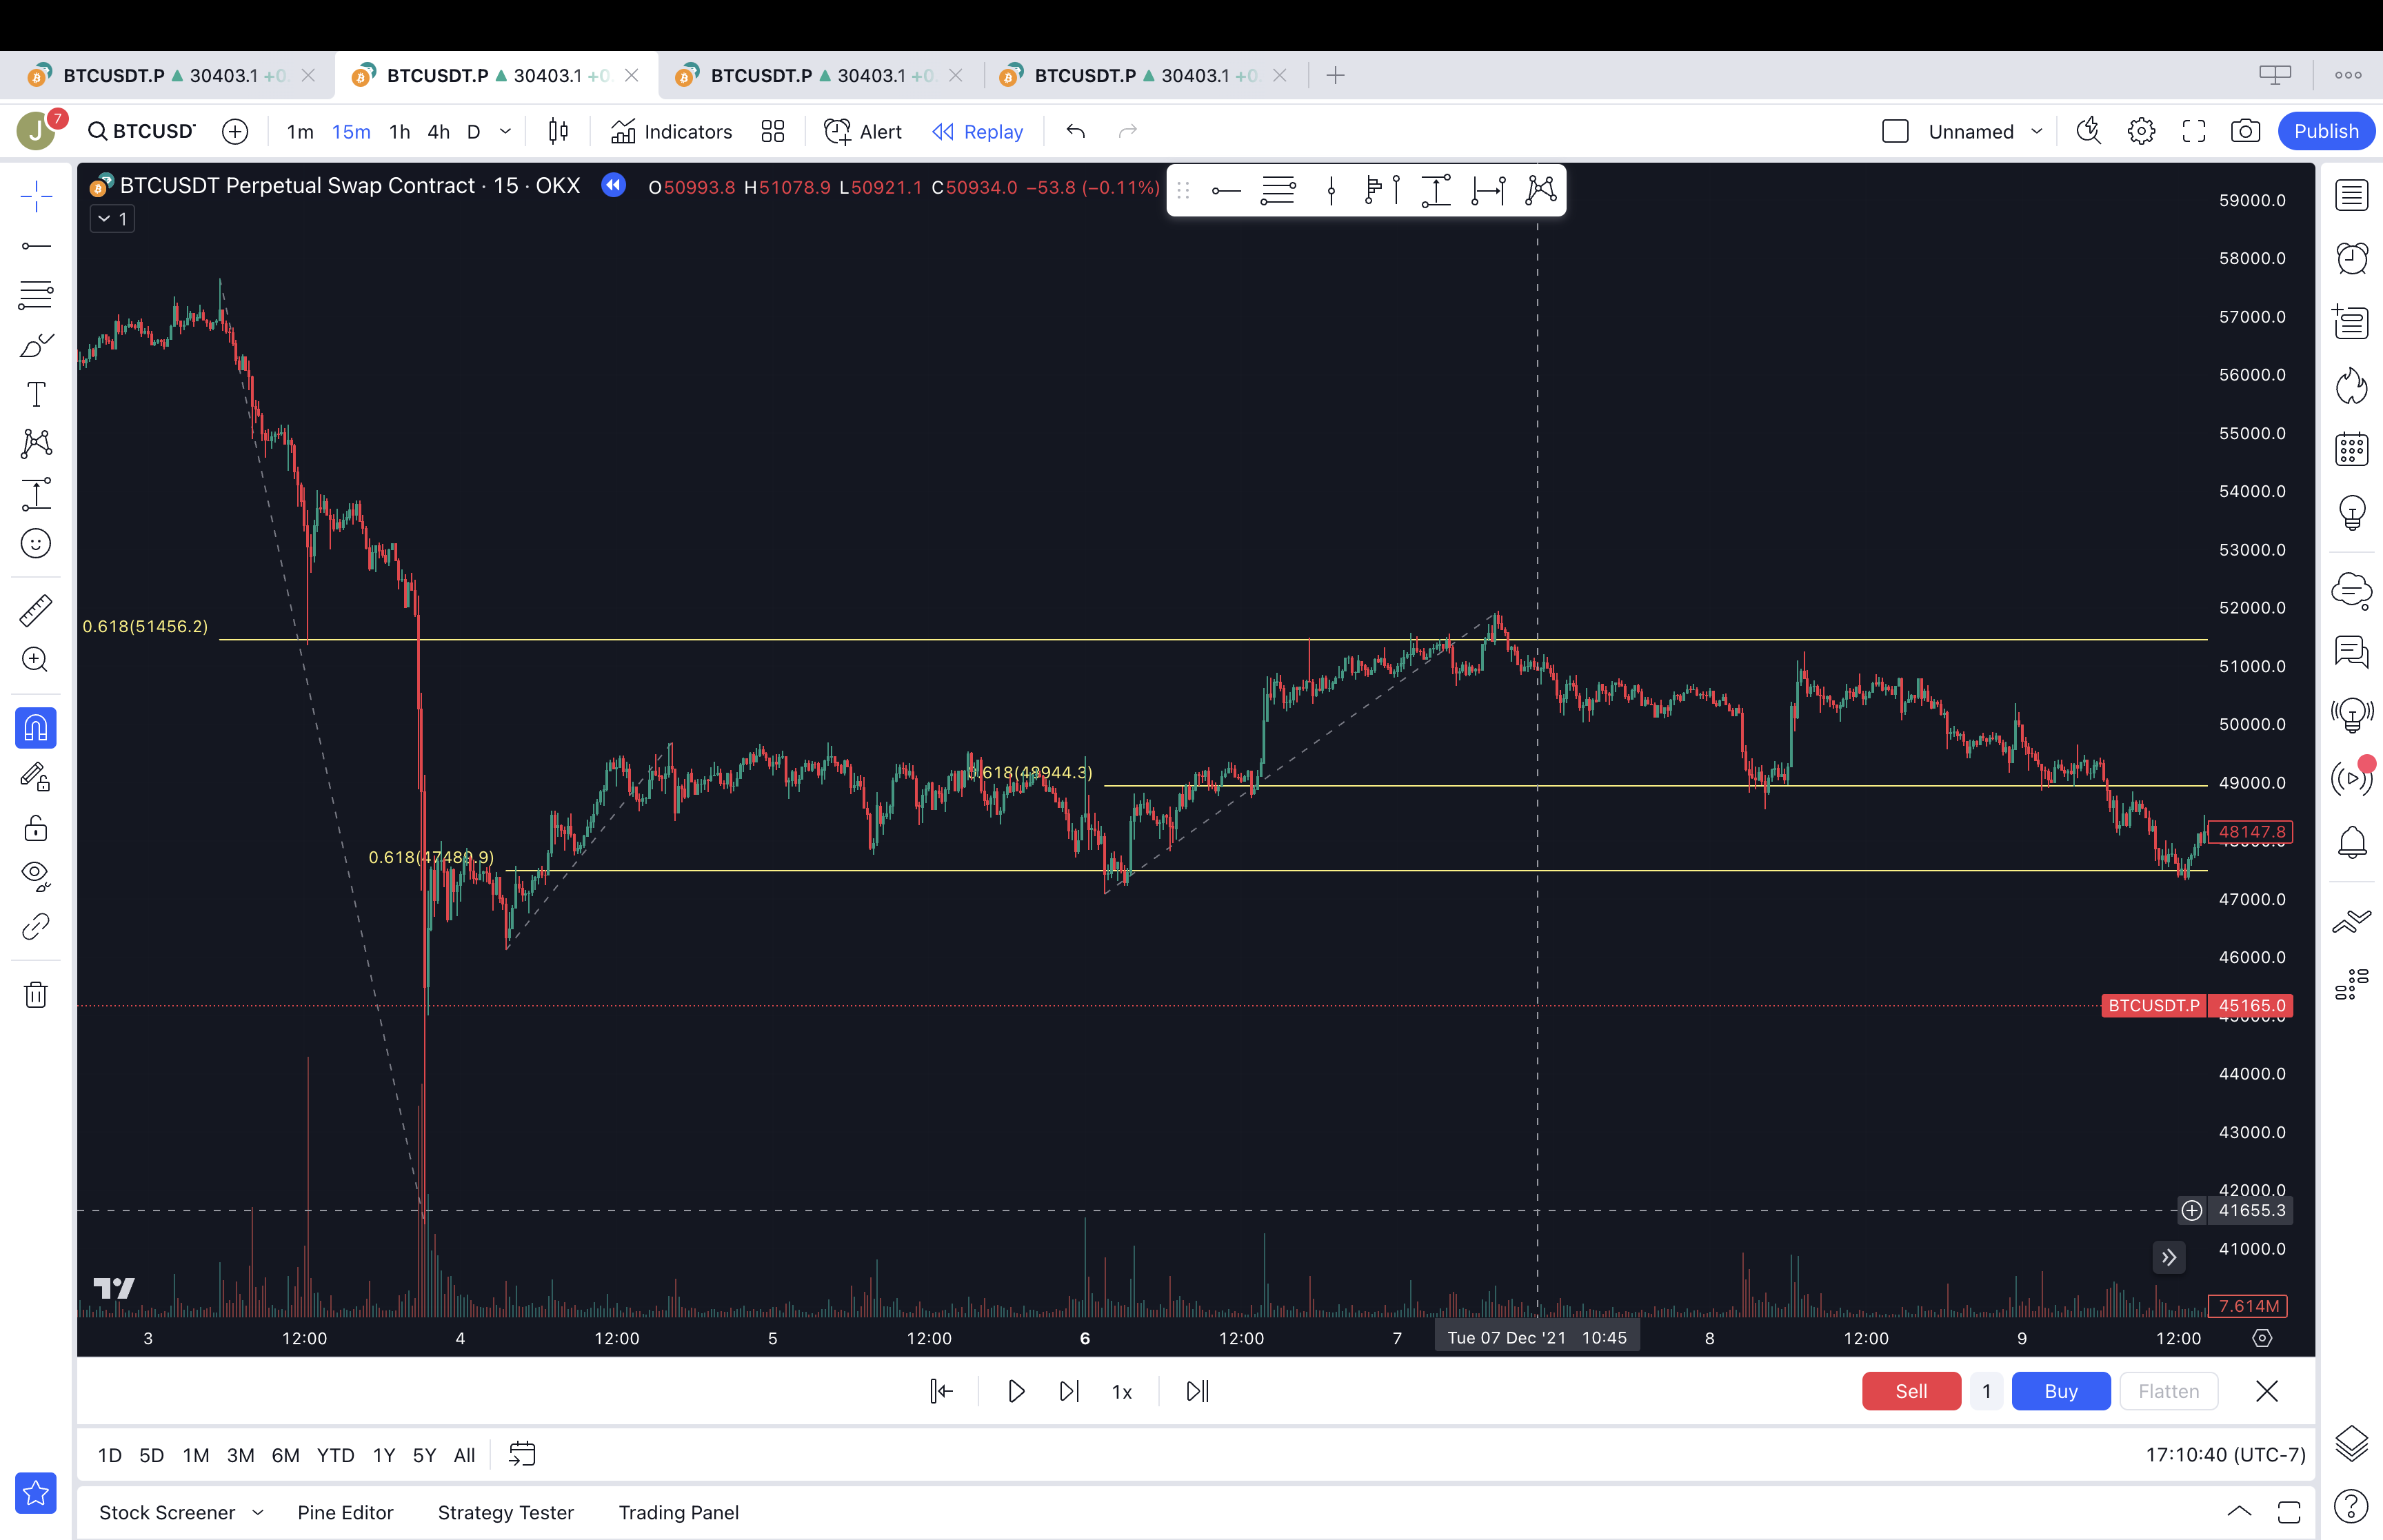 BTCUSDT.P ▲ 30403.1 +0. BTCUSDT.P ▲ 30403.1 +0. BTCUSDT.P ▲ 30403.1 +0. BTCUSDT.P ▲ 30403.1 +0.
J 7 BTCUSD 1m 15m 1h 4h D Indicators Alert Replay Unnamed Publish
BTCUSDT Perpetual Swap Contract · 15 · OKX O50993.8 H51078.9 L50921.1 C50934.0 −53.8 (−0.11%)
1
59000.0
58000.0
57000.0
56000.0
55000.0
54000.0
53000.0
52000.0
0.618(51456.2)
51000.0
50000.0
0.618(48944.3)
49000.0
48147.8
0.618(47489.9)
47000.0
46000.0
BTCUSDT.P 45165.0
44000.0
43000.0
42000.0
41655.3
41000.0
7.614M
3 12:00 4 12:00 5 12:00 6 12:00 7 Tue 07 Dec '21 10:45 8 12:00 9 12:00
1x Sell 1 Buy Flatten
1D 5D 1M 3M 6M YTD 1Y 5Y All 17:10:40 (UTC-7)
Stock Screener Pine Editor Strategy Tester Trading Panel